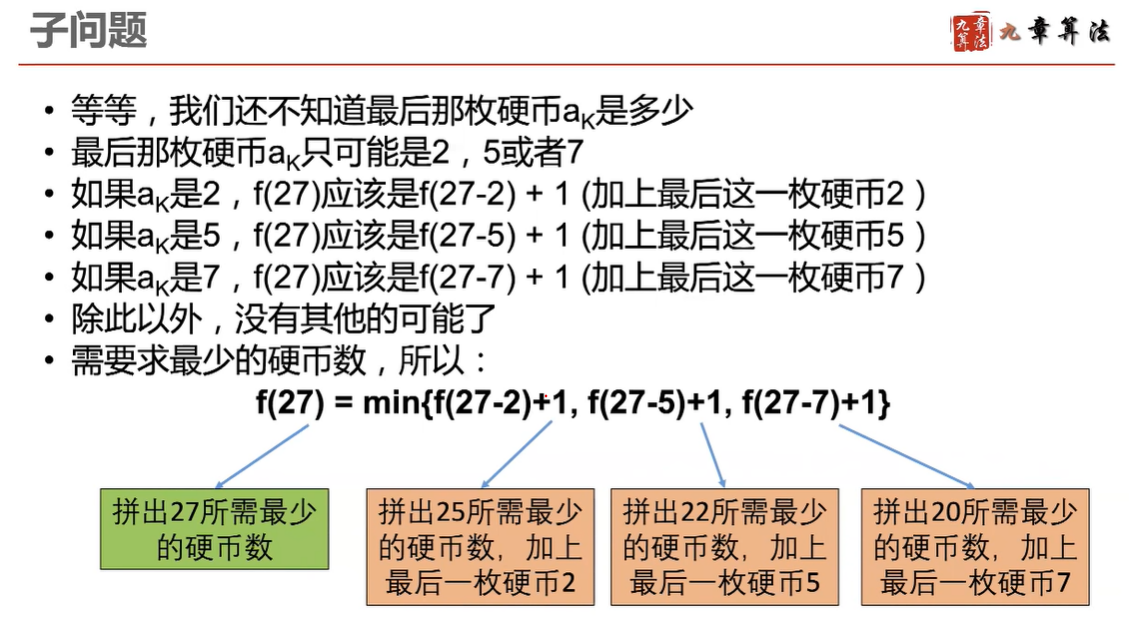 子问题
九章算法
九章算法
• 等等，我们还不知道最后那枚硬币aK是多少
• 最后那枚硬币aK只可能是2，5或者7
• 如果aK是2，f(27)应该是f(27-2) + 1 (加上最后这一枚硬币2）
• 如果aK是5，f(27)应该是f(27-5) + 1 (加上最后这一枚硬币5）
• 如果aK是7，f(27)应该是f(27-7) + 1 (加上最后这一枚硬币7）
• 除此以外，没有其他的可能了
• 需要求最少的硬币数，所以：
f(27) = min{f(27-2)+1, f(27-5)+1, f(27-7)+1}
拼出27所需最少
的硬币数
拼出25所需最少
的硬币数，加上
最后一枚硬币2
拼出22所需最少
的硬币数，加上
最后一枚硬币5
拼出20所需最少
的硬币数，加上
最后一枚硬币7